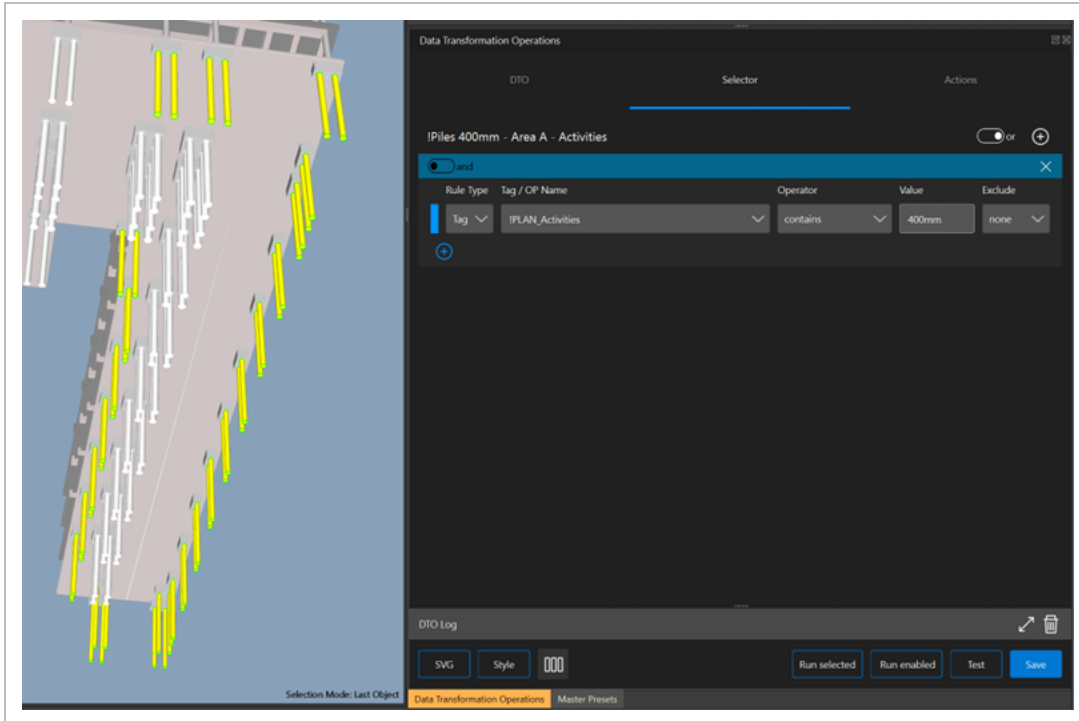 Data Transformation Operations
DTO Selector Actions
!Piles 400mm - Area A - Activities or
and
Rule Type Tag / OP Name Operator Value Exclude
Tag !PLAN_Activities contains 400mm none
DTO Log
SVG Style Run selected Run enabled Test Save
Selection Mode: Last Object
Data Transformation Operations Master Presets